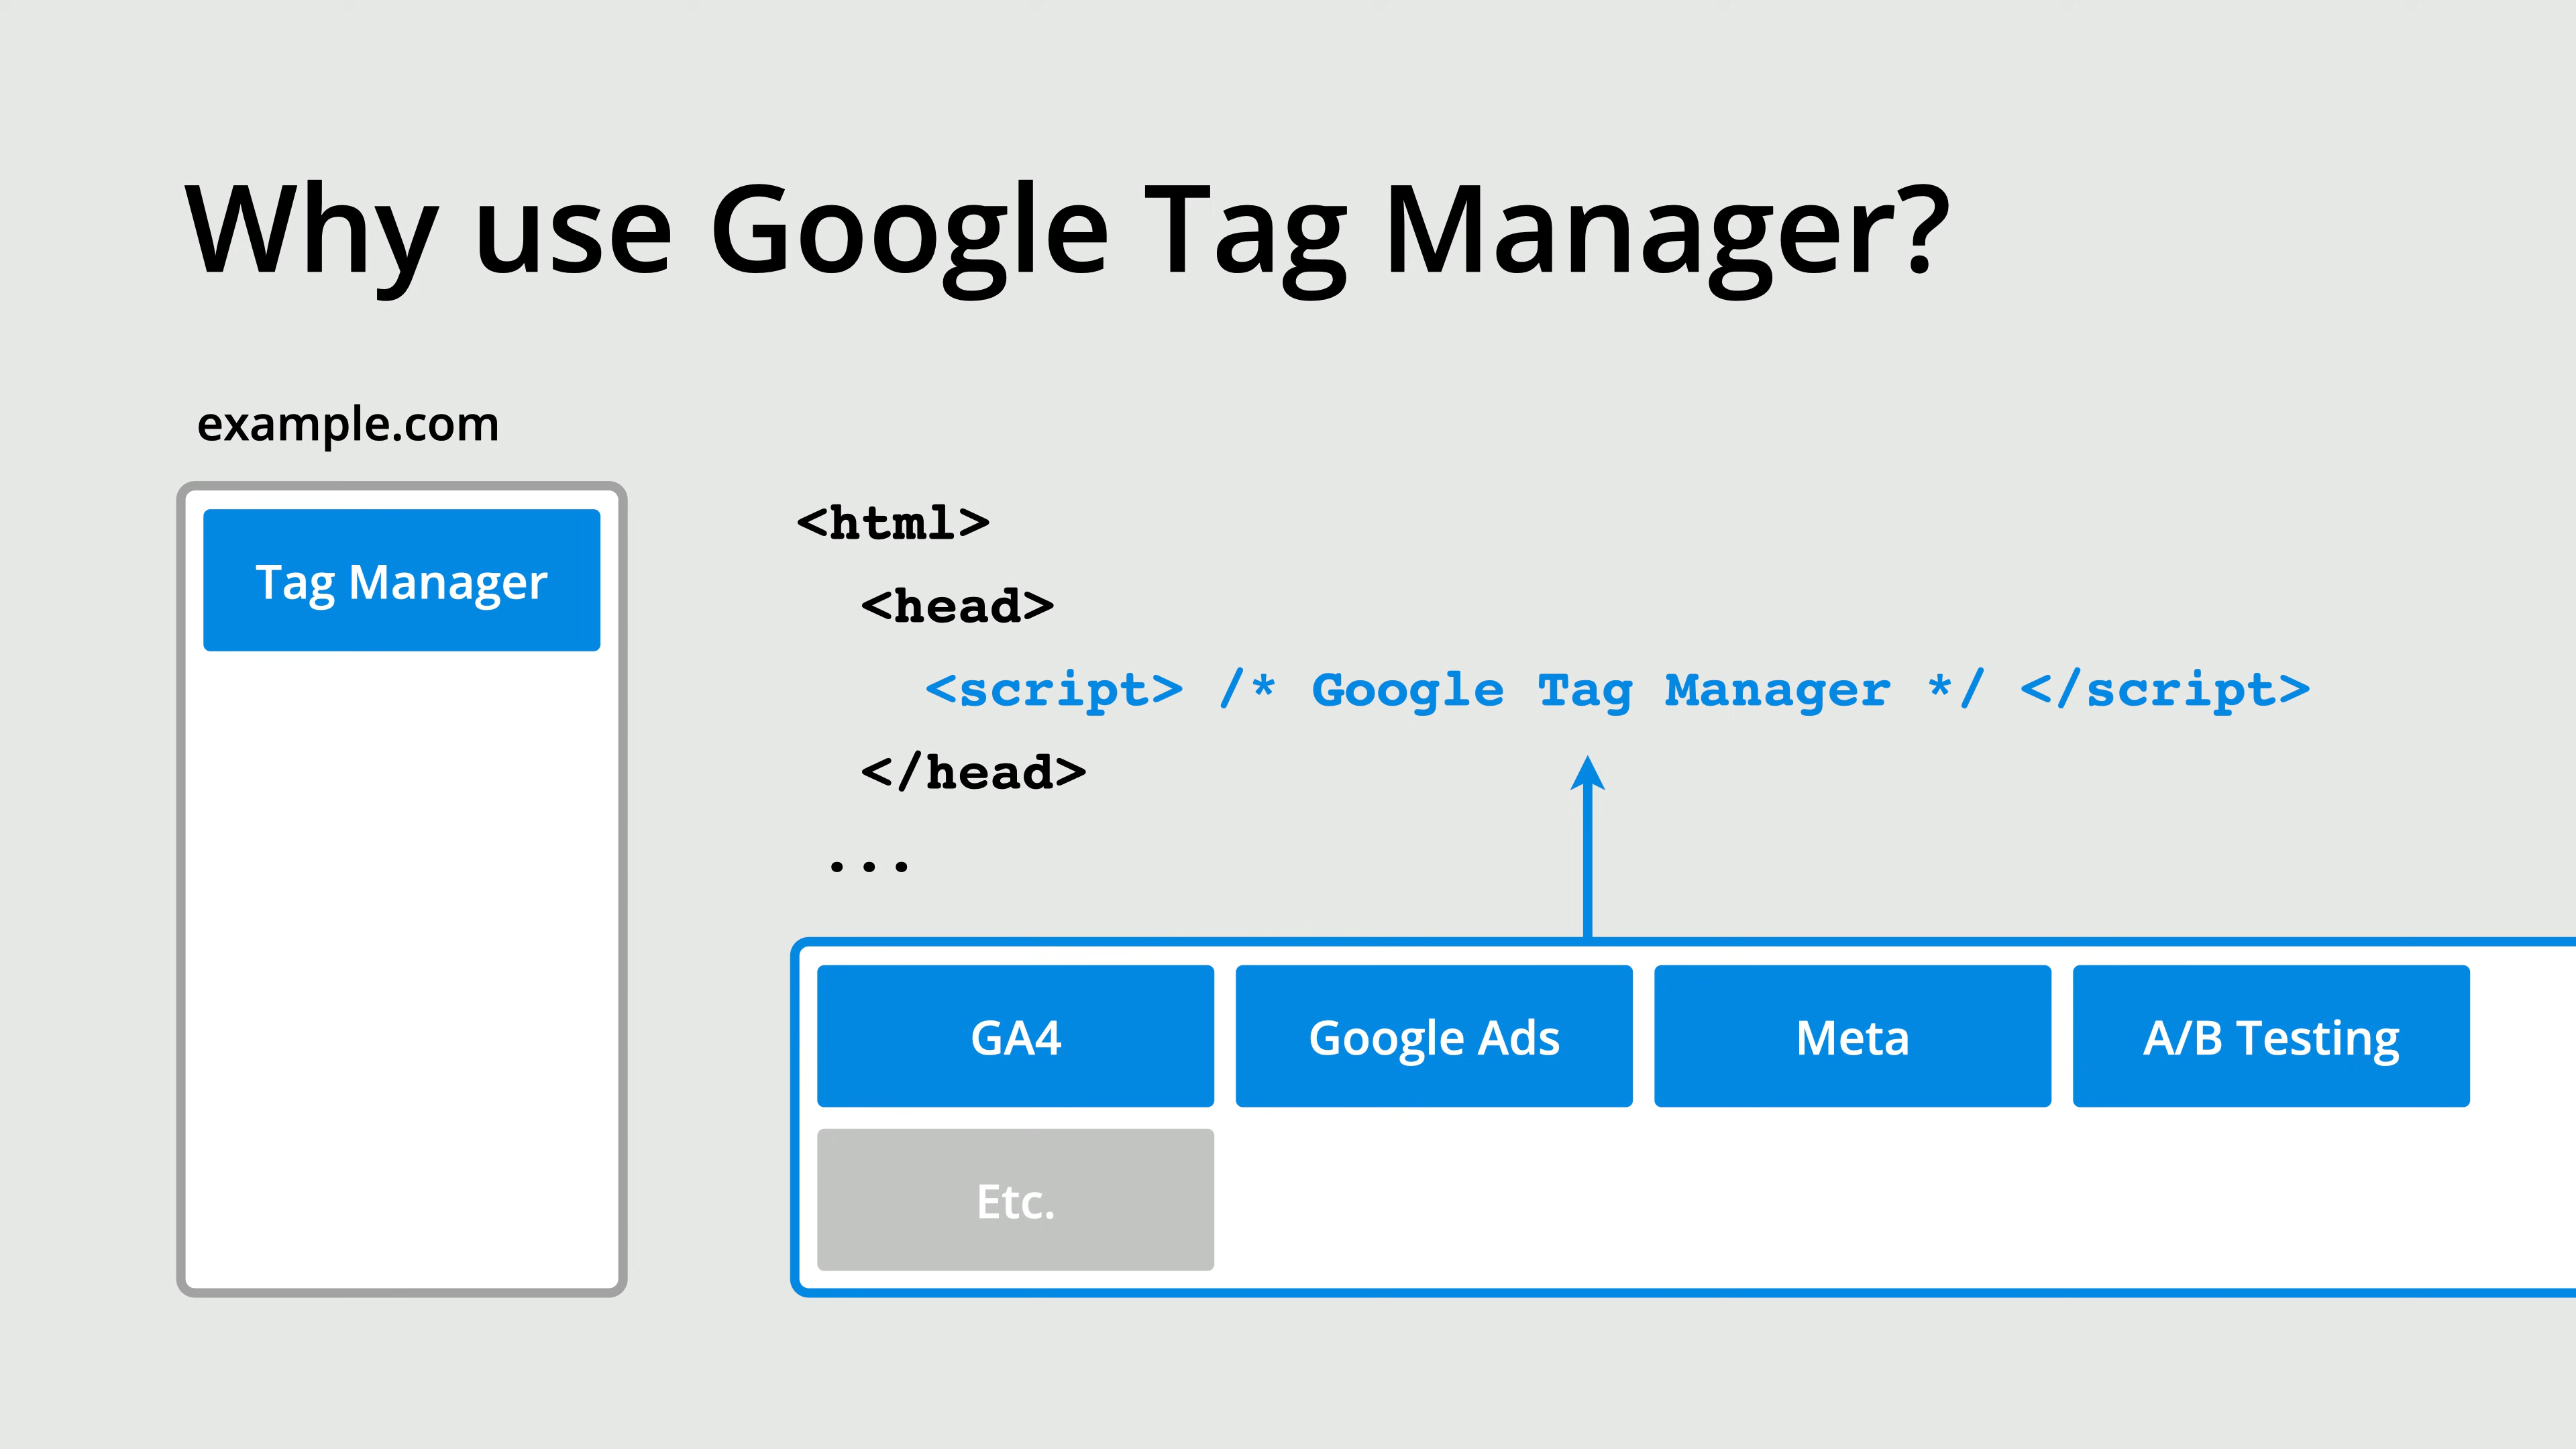 Why use Google Tag Manager?
example.com
Tag Manager
<html>
<head>
<script> /* Google Tag Manager */ </script>
</head>
...
GA4
Google Ads
Meta
A/B Testing
Etc.